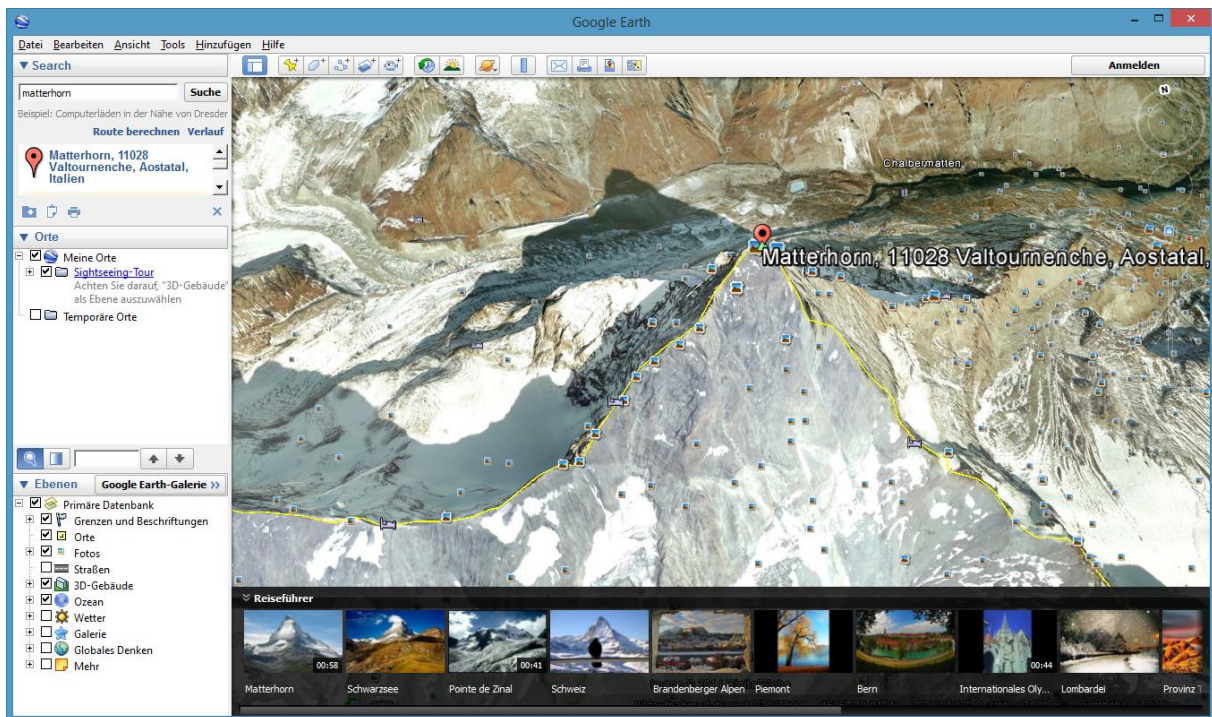 Google Earth
Datei Bearbeiten Ansicht Tools Hinzufügen Hilfe
Search
matterhorn
Suche
Beispiel: Computerläden in der Nähe von Dresden
Route berechnen Verlauf
Matterhorn, 11028
Valtournenche, Aostatal,
Italien
Orte
Meine Orte
Sightseeing-Tour
Achten Sie darauf, "3D-Gebäude"
als Ebene auszuwählen
Temporäre Orte
Ebenen
Google Earth-Galerie »
Primäre Datenbank
Grenzen und Beschriftungen
Orte
Fotos
Straßen
3D-Gebäude
Ozean
Wetter
Galerie
Globales Denken
Mehr
Anmelden
N
Chalbermatten
Matterhorn, 11028 Valtournenche, Aostatal,
Reiseführer
00:58
00:41
00:44
Matterhorn
Schwarzsee
Pointe de Zinal
Schweiz
Brandenberger Alpen
Piemont
Bern
Internationales Oly...
Lombardei
Provinz